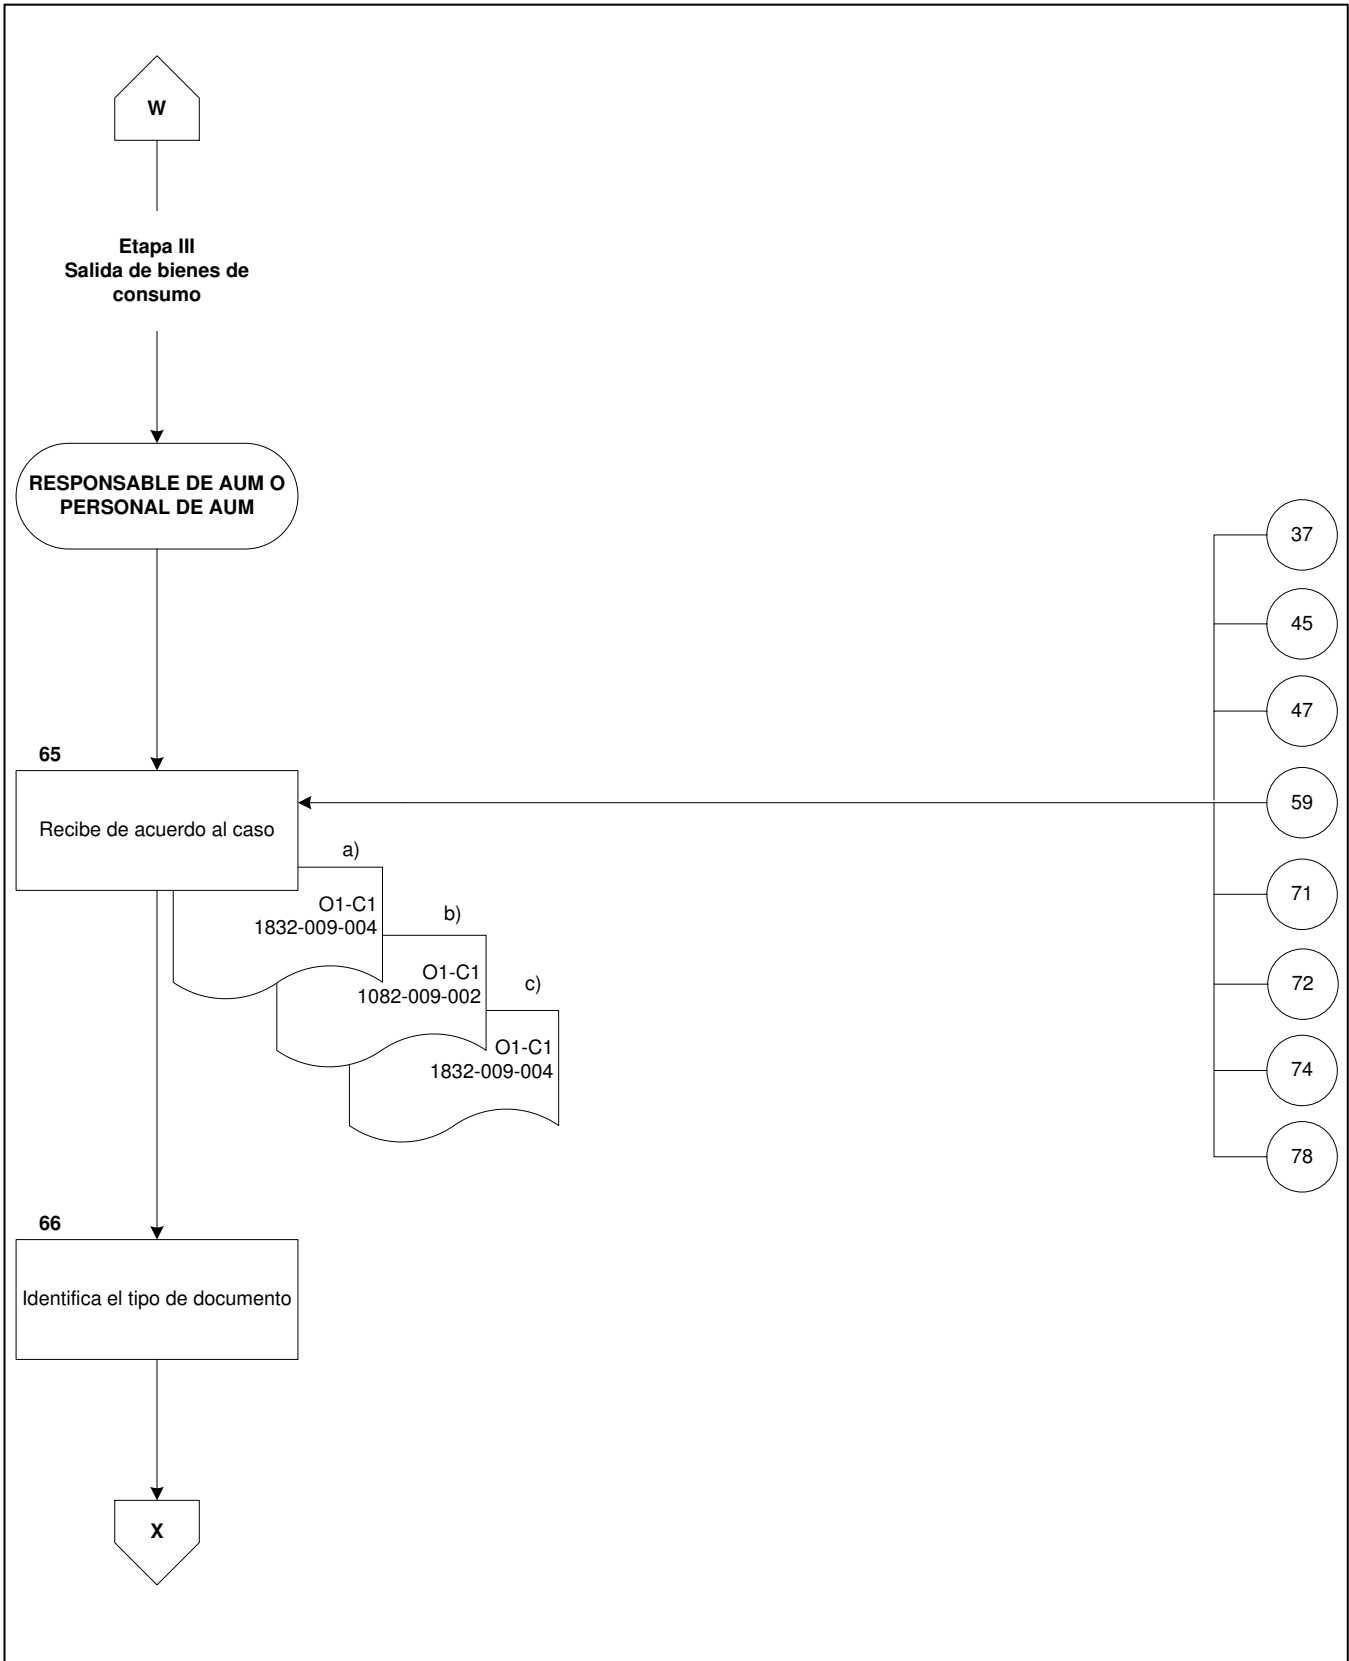 W
Etapa III
Salida de bienes de
consumo
RESPONSABLE DE AUM O
PERSONAL DE AUM
37
45
47
65
59
Recibe de acuerdo al caso
a)
O1-C1
1832-009-004
b)
O1-C1
1082-009-002
c)
O1-C1
1832-009-004
71
72
74
78
66
Identifica el tipo de documento
X